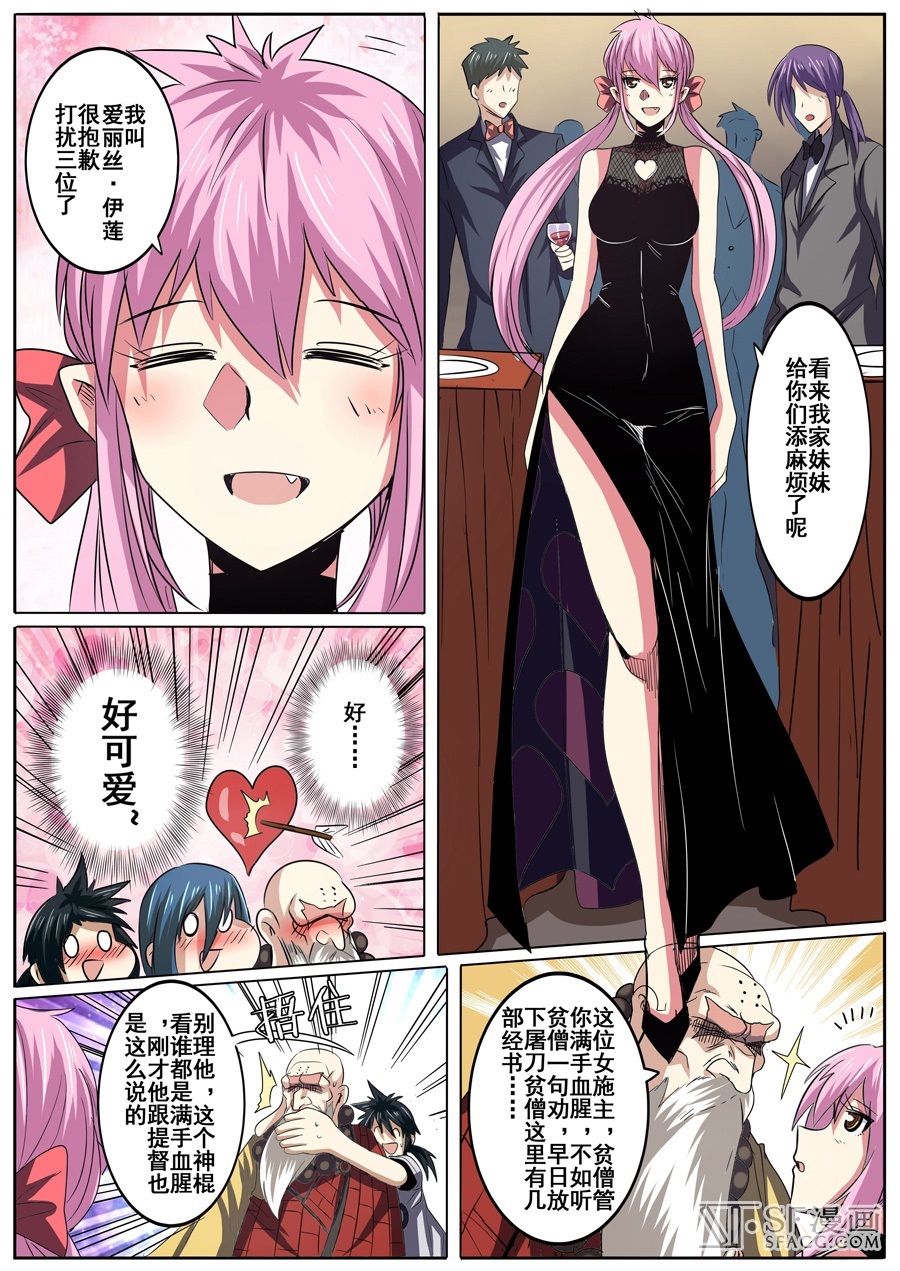 看来我家妹妹
给你们添麻烦了呢
我叫
爱丽丝·伊莲
很抱歉
打扰三位了
好……
好可爱~
这位女施主,贫僧管
你满手血腥,不如听
贫僧一句劝,早日放
下屠刀贫僧这里有几
部经书……
捂住
别理他,这个神棍
看谁都是满手血腥
,刚才他跟提督也
是这么说的
SF漫画
SFACG.COM